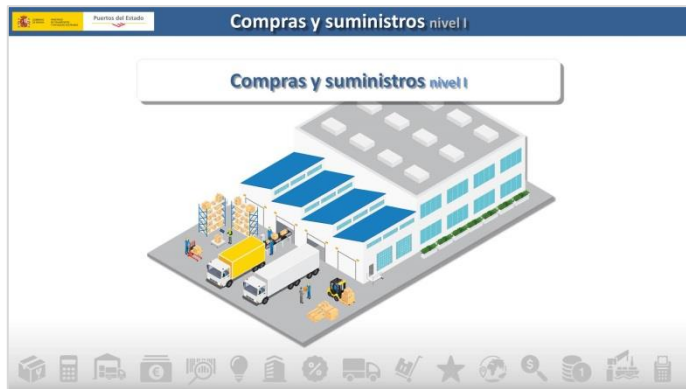 Puertos del Estado
Compras y suministros nivel I
Compras y suministros nivel I